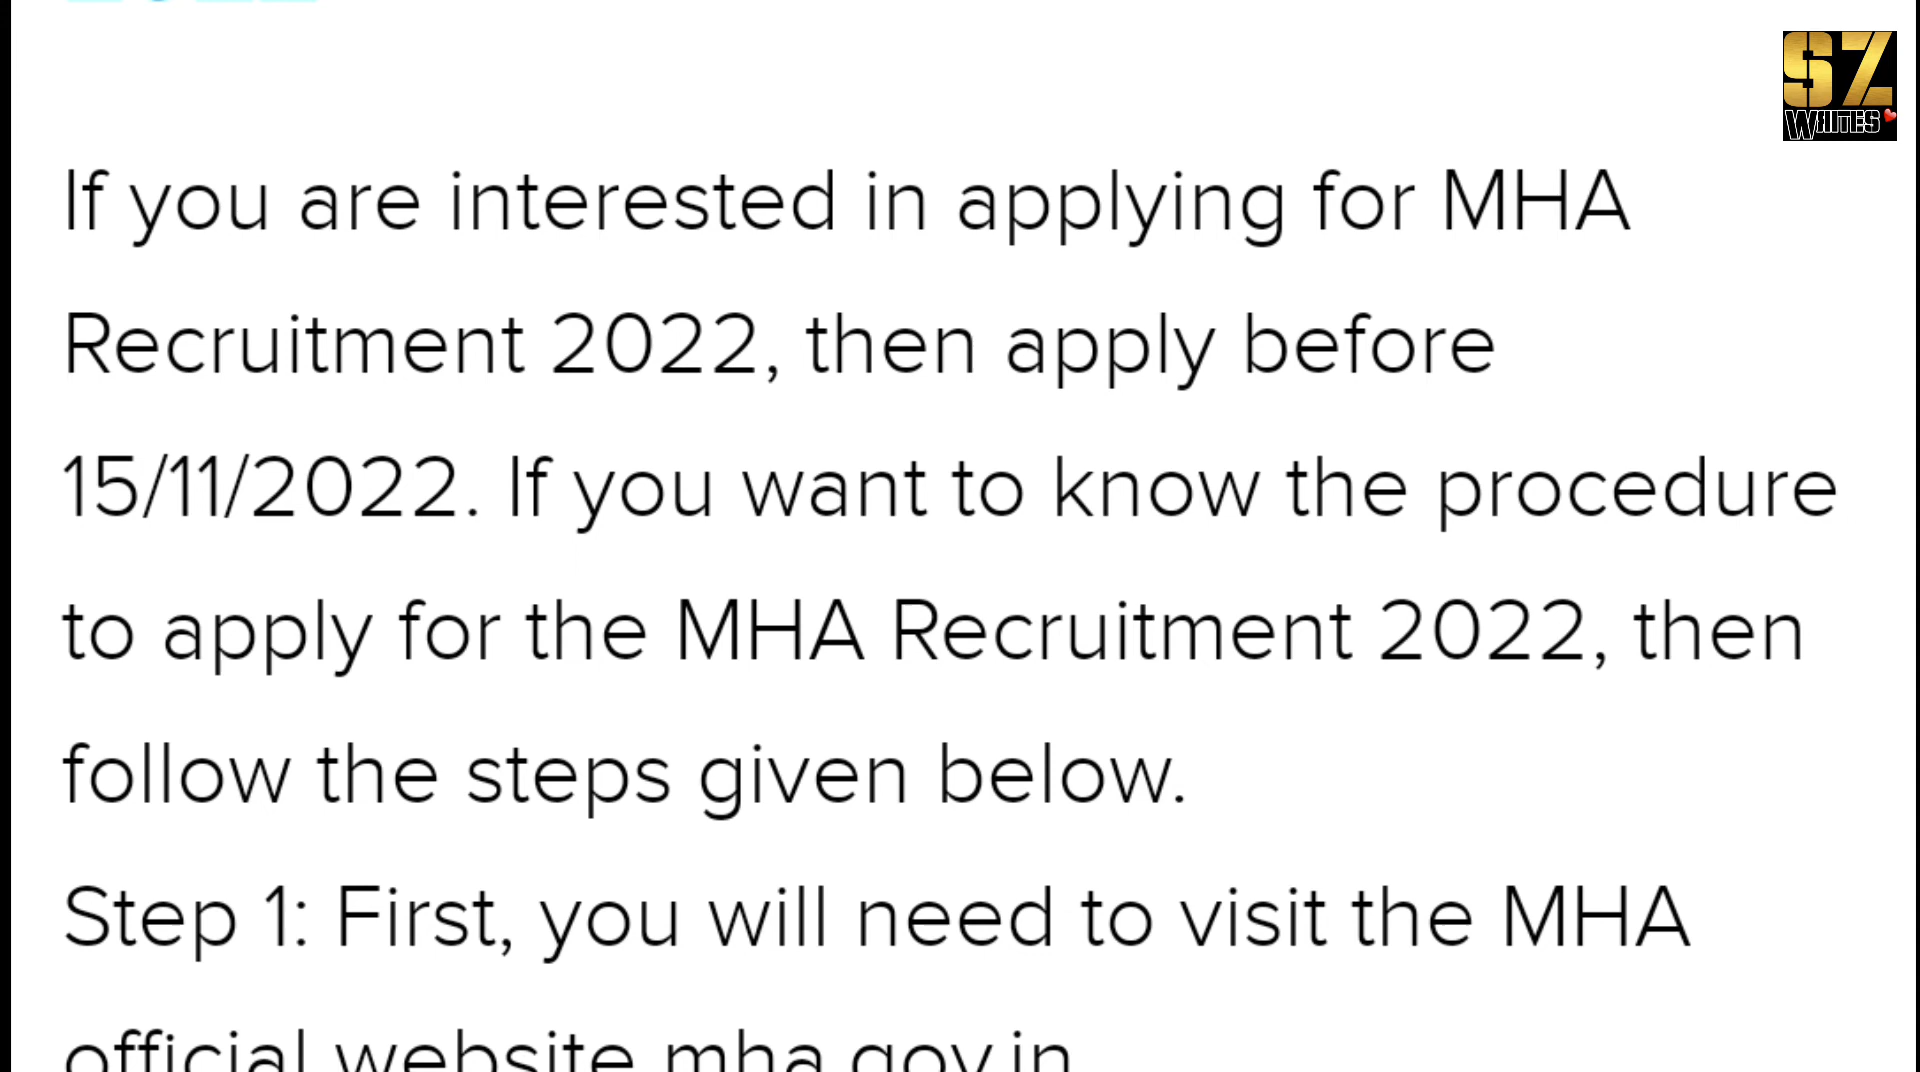 SZ
WRITES
If you are interested in applying for MHA
Recruitment 2022, then apply before
15/11/2022. If you want to know the procedure
to apply for the MHA Recruitment 2022, then
follow the steps given below.
Step 1: First, you will need to visit the MHA
official website mha.gov.in